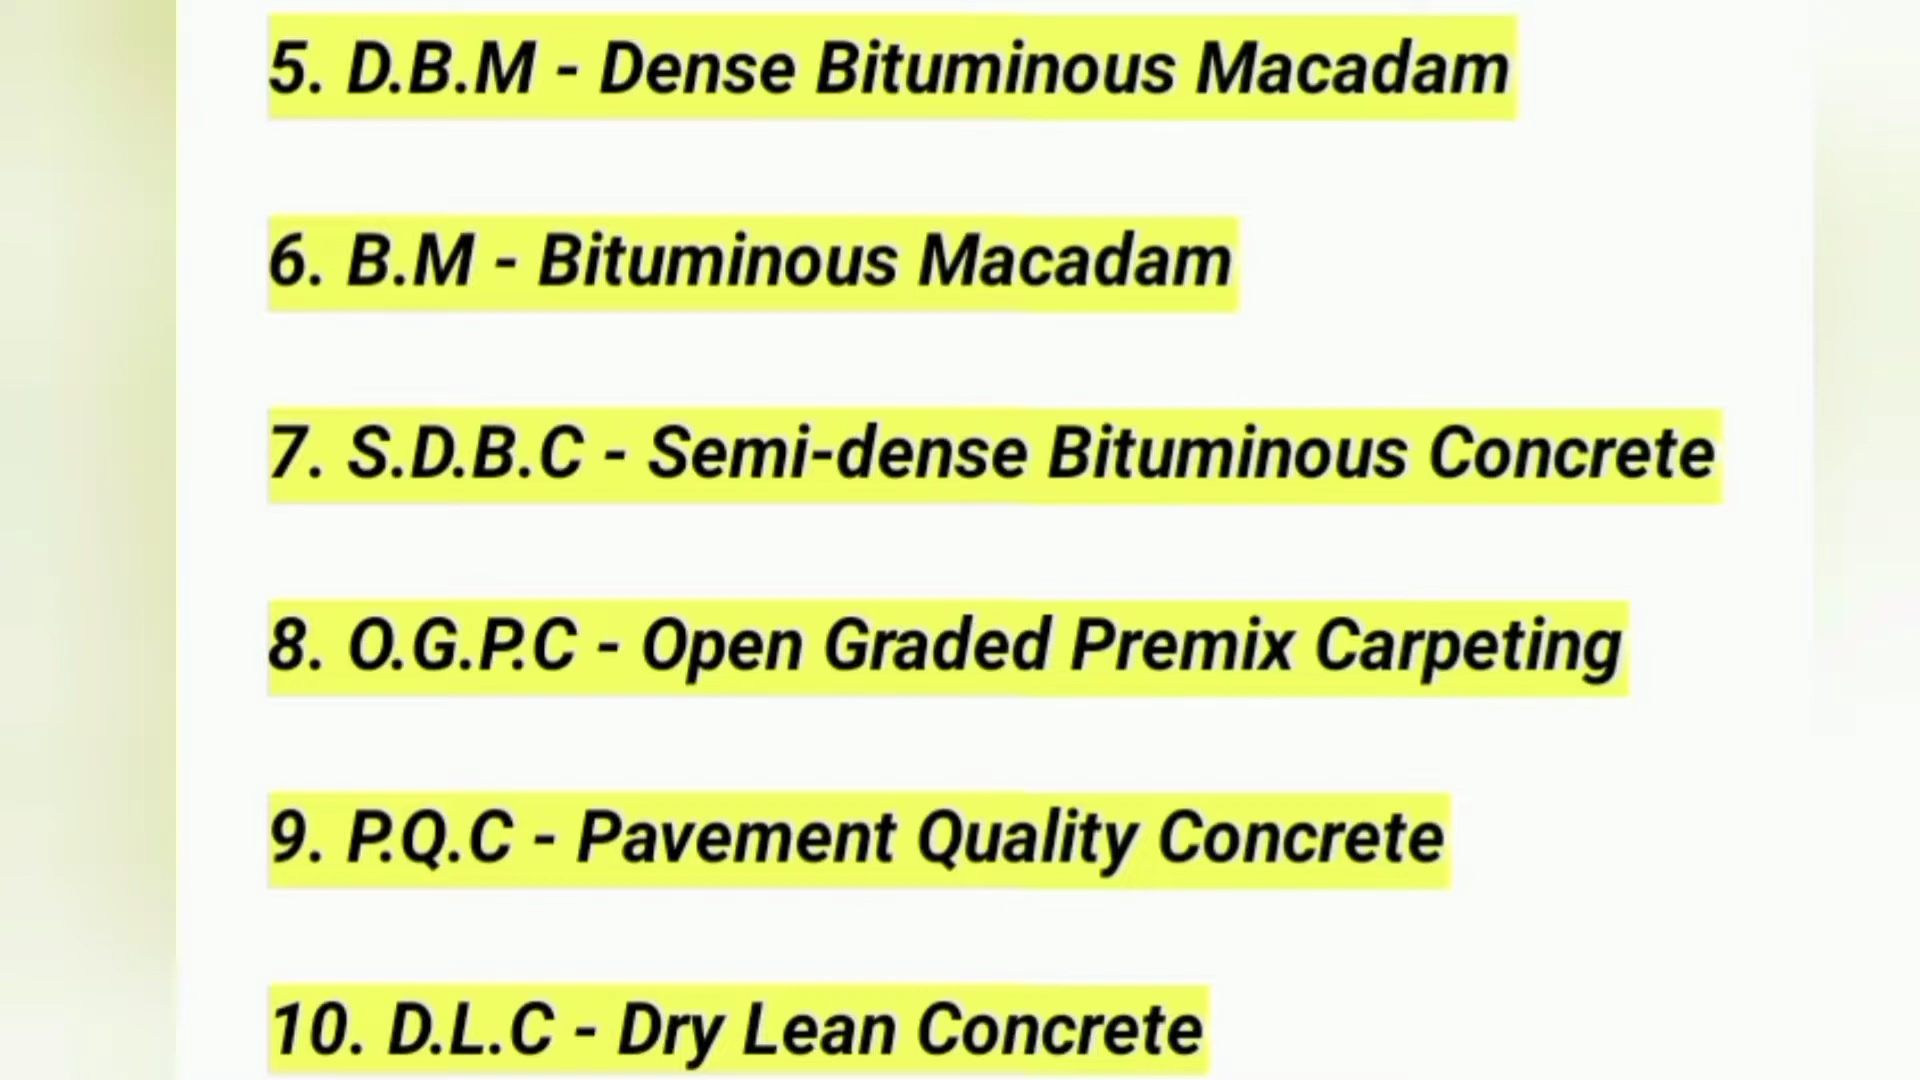 5. D.B.M - Dense Bituminous Macadam
6. B.M - Bituminous Macadam
7. S.D.B.C - Semi-dense Bituminous Concrete
8. O.G.P.C - Open Graded Premix Carpeting
9. P.Q.C - Pavement Quality Concrete
10. D.L.C - Dry Lean Concrete